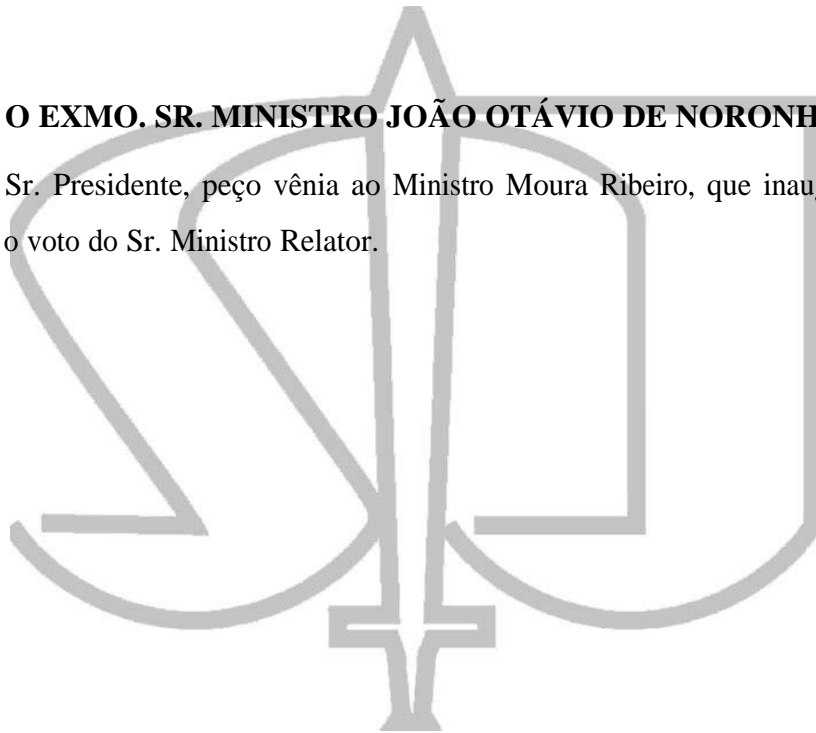 O EXMO. SR. MINISTRO JOÃO OTÁVIO DE NORONH
Sr. Presidente, peço vênia ao Ministro Moura Ribeiro, que inau
o voto do Sr. Ministro Relator.